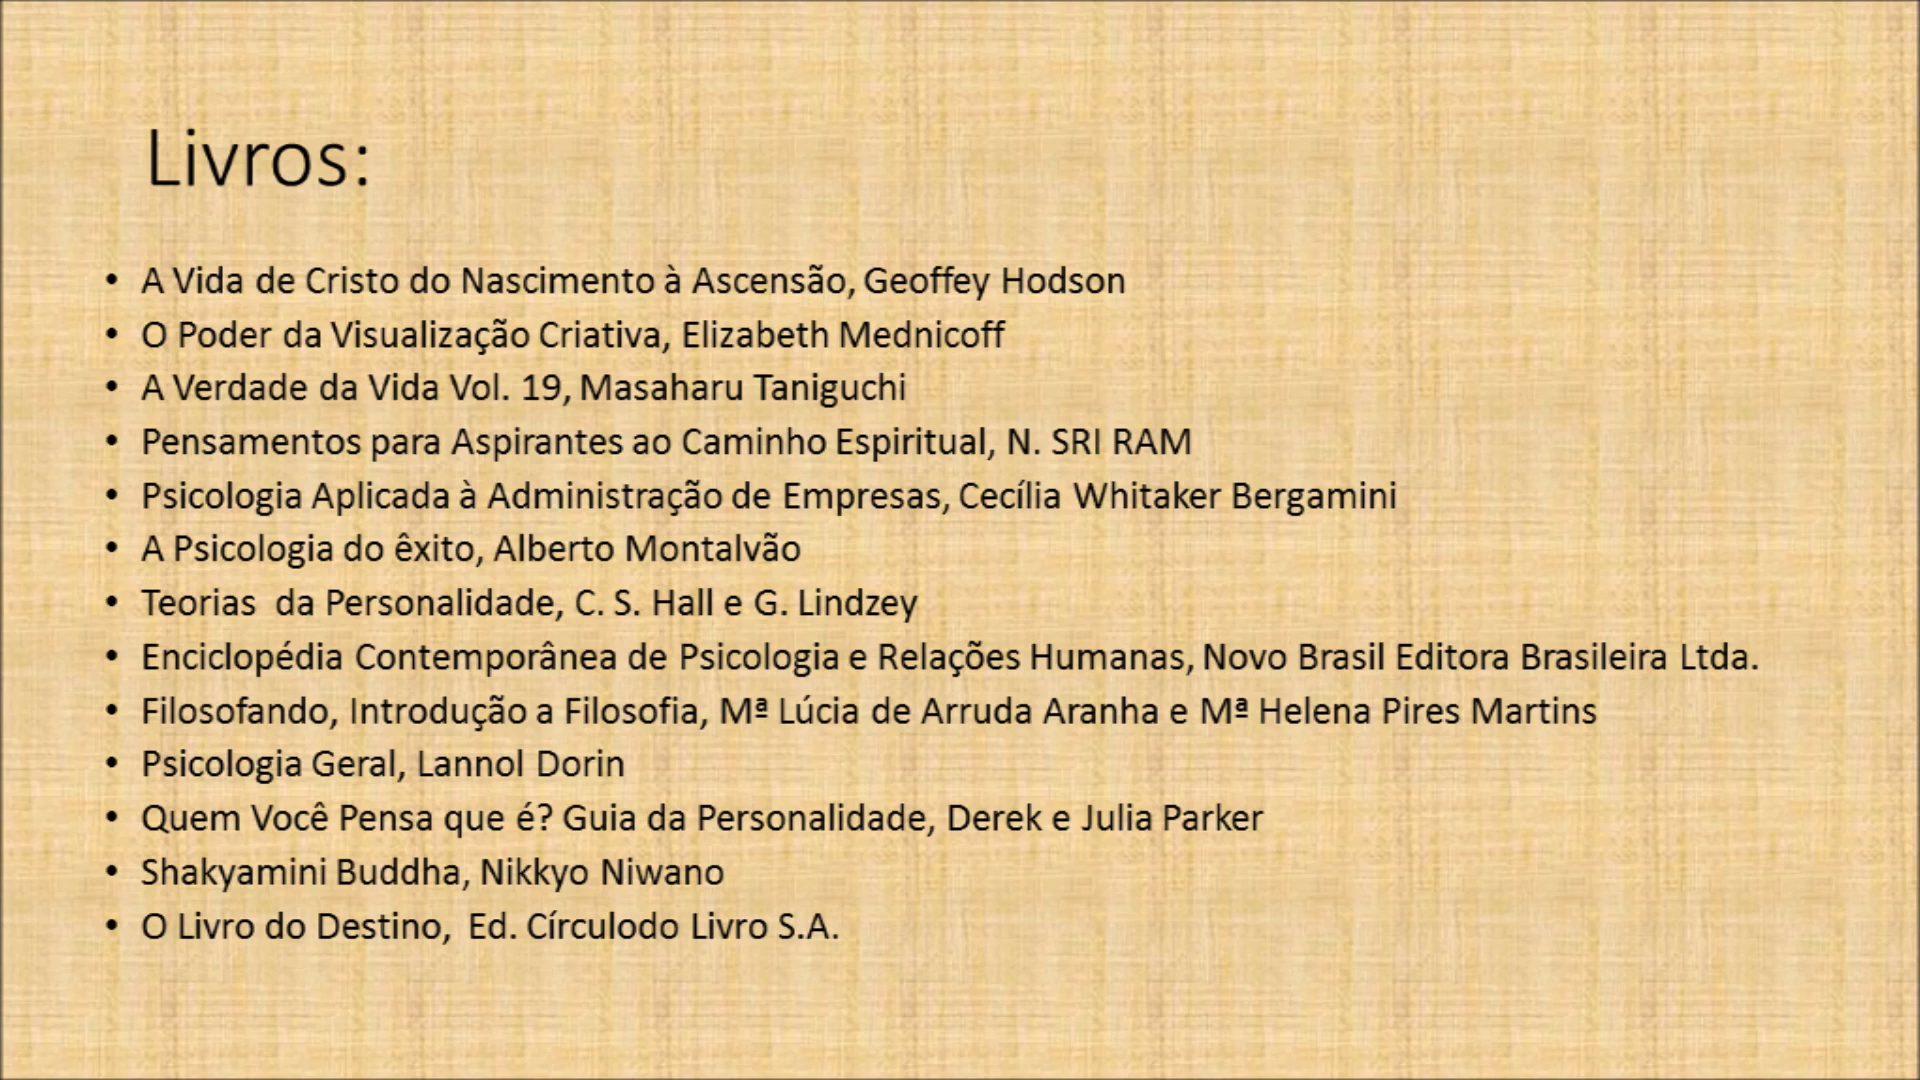 Livros:
• A Vida de Cristo do Nascimento à Ascensão, Geoffey Hodson
• O Poder da Visualização Criativa, Elizabeth Mednicoff
• A Verdade da Vida Vol. 19, Masaharu Taniguchi
• Pensamentos para Aspirantes ao Caminho Espiritual, N. SRI RAM
• Psicologia Aplicada à Administração de Empresas, Cecília Whitaker Bergamini
• A Psicologia do êxito, Alberto Montalvão
• Teorias da Personalidade, C. S. Hall e G. Lindzey
• Enciclopédia Contemporânea de Psicologia e Relações Humanas, Novo Brasil Editora Brasileira Ltda.
• Filosofando, Introdução a Filosofia, Mª Lúcia de Arruda Aranha e Mª Helena Pires Martins
• Psicologia Geral, Lannol Dorin
• Quem Você Pensa que é? Guia da Personalidade, Derek e Julia Parker
• Shakyamini Buddha, Nikkyo Niwano
• O Livro do Destino, Ed. Círculodo Livro S.A.